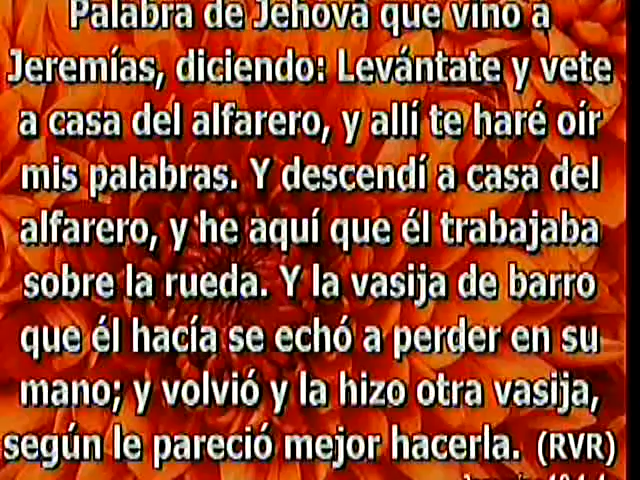 Palabra de Jehová que vino a
Jeremías, diciendo: Levántate y vete
a casa del alfarero, y allí te haré oír
mis palabras. Y descendí a casa del
alfarero, y he aquí que él trabajaba
sobre la rueda. Y la vasija de barro
que él hacía se echó a perder en su
mano; y volvió y la hizo otra vasija,
según le pareció mejor hacerla. (RVR)